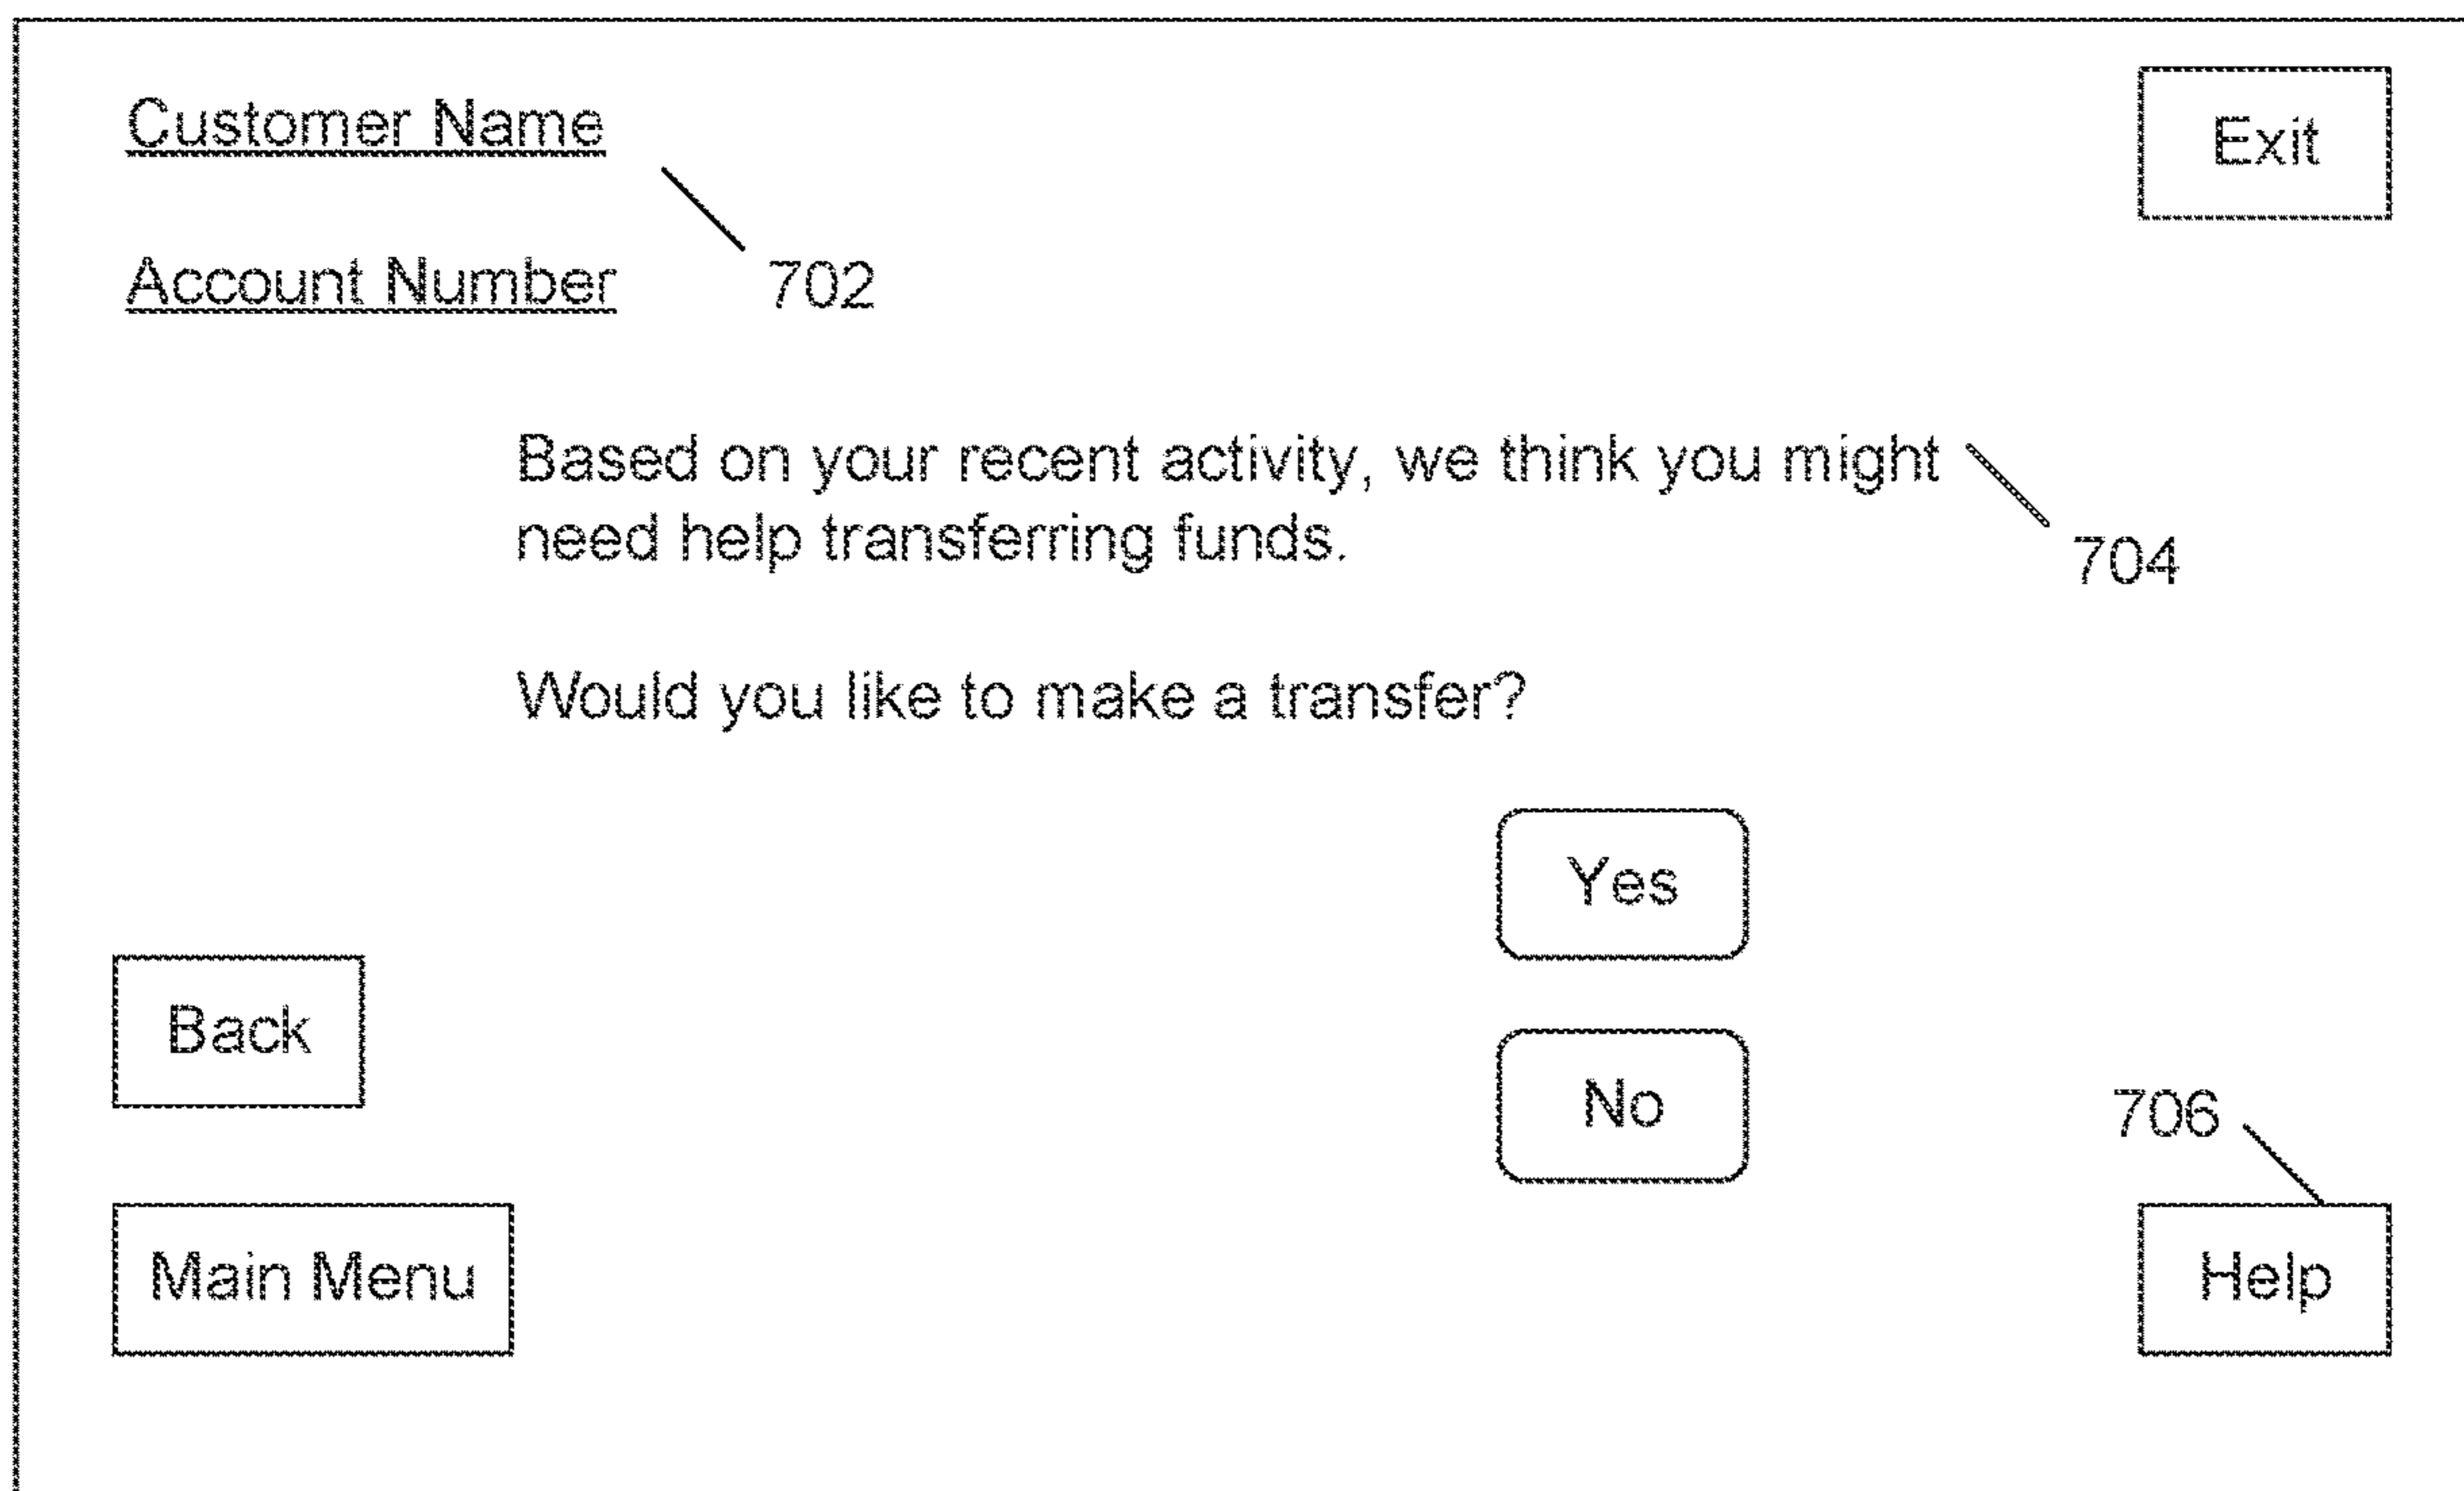 Customer Name
Exit
Account Number
702
Based on your recent activity, we think you might
need help transferring funds.
704
Would you like to make a transfer?
Yes
Back
No
706
Main Menu
Help